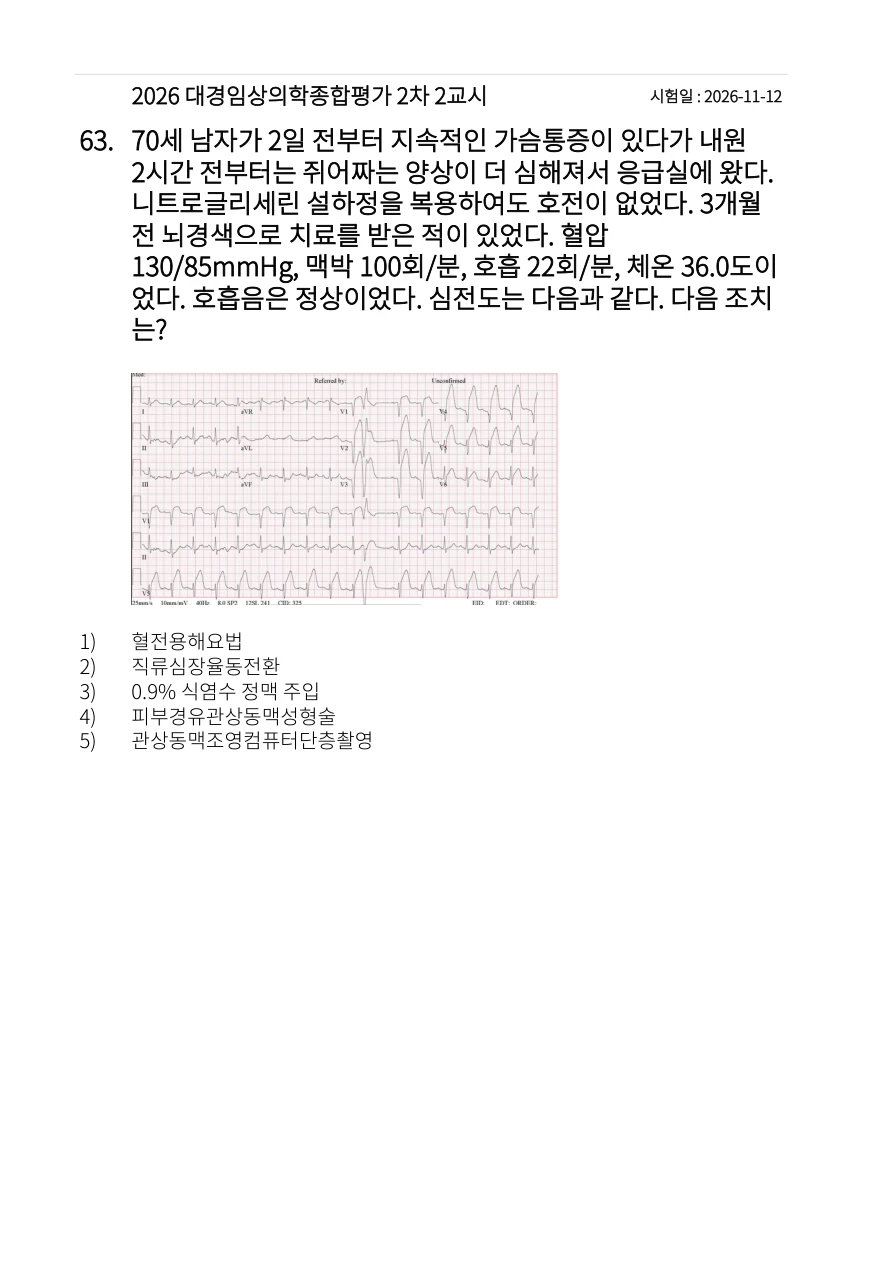 2026 대경임상의학종합평가 2차 2교시
시험일 : 2026-11-12
63. 70세 남자가 2일 전부터 지속적인 가슴통증이 있다가 내원
2시간 전부터는 쥐어짜는 양상이 더 심해져서 응급실에 왔다.
니트로글리세린 설하정을 복용하여도 호전이 없었다. 3개월
전 뇌경색으로 치료를 받은 적이 있었다. 혈압
130/85mmHg, 맥박 100회/분, 호흡 22회/분, 체온 36.0도이
었다. 호흡음은 정상이었다. 심전도는 다음과 같다. 다음 조치
는?
Med:
Referred by: Unconfirmed
I aVR V1 V4
II aVL V2 V5
III aVF V3 V6
V1
II
V5
25mm/s 10mm/mV 40Hz 8.0 SP2 12SL 241 CID: 325 EID: EDT: ORDER:
1) 혈전용해요법
2) 직류심장율동전환
3) 0.9% 식염수 정맥 주입
4) 피부경유관상동맥성형술
5) 관상동맥조영컴퓨터단층촬영